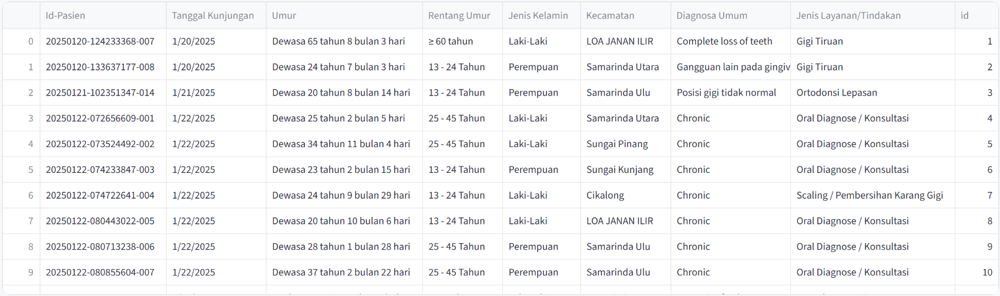 Id-Pasien Tanggal Kunjungan Umur Rentang Umur Jenis Kelamin Kecamatan Diagnosa Umum Jenis Layanan/Tindakan id
0 20250120-124233368-007 1/20/2025 Dewasa 65 tahun 8 bulan 3 hari ≥ 60 tahun Laki-Laki LOA JANAN ILIR Complete loss of teeth Gigi Tiruan 1
1 20250120-133637177-008 1/20/2025 Dewasa 24 tahun 7 bulan 3 hari 13 - 24 Tahun Perempuan Samarinda Utara Gangguan lain pada gingiv Gigi Tiruan 2
2 20250121-102351347-014 1/21/2025 Dewasa 20 tahun 8 bulan 14 hari 13 - 24 Tahun Perempuan Samarinda Ulu Posisi gigi tidak normal Ortodonsi Lepasan 3
3 20250122-072656609-001 1/22/2025 Dewasa 25 tahun 2 bulan 5 hari 25 - 45 Tahun Laki-Laki Samarinda Utara Chronic Oral Diagnose / Konsultasi 4
4 20250122-073524492-002 1/22/2025 Dewasa 34 tahun 11 bulan 4 hari 25 - 45 Tahun Laki-Laki Sungai Pinang Chronic Oral Diagnose / Konsultasi 5
5 20250122-074233847-003 1/22/2025 Dewasa 23 tahun 2 bulan 15 hari 13 - 24 Tahun Perempuan Sungai Kunjang Chronic Oral Diagnose / Konsultasi 6
6 20250122-074722641-004 1/22/2025 Dewasa 24 tahun 9 bulan 29 hari 13 - 24 Tahun Laki-Laki Cikalong Chronic Scaling / Pembersihan Karang Gigi 7
7 20250122-080443022-005 1/22/2025 Dewasa 20 tahun 10 bulan 6 hari 13 - 24 Tahun Laki-Laki LOA JANAN ILIR Chronic Oral Diagnose / Konsultasi 8
8 20250122-080713238-006 1/22/2025 Dewasa 28 tahun 1 bulan 28 hari 25 - 45 Tahun Perempuan Samarinda Ulu Chronic Oral Diagnose / Konsultasi 9
9 20250122-080855604-007 1/22/2025 Dewasa 37 tahun 2 bulan 22 hari 25 - 45 Tahun Perempuan Samarinda Ulu Chronic Oral Diagnose / Konsultasi 10